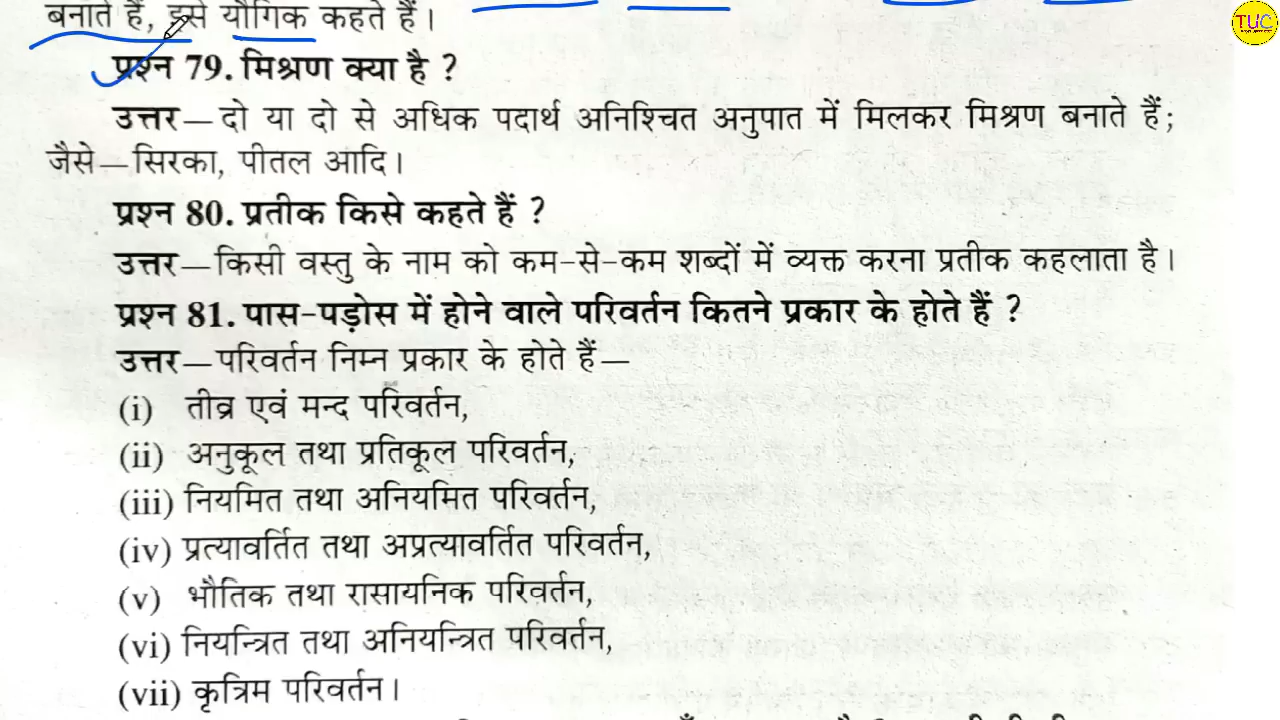 बनाते हैं, इसे यौगिक कहते हैं।
TUC
प्रश्न 79. मिश्रण क्या है ?
उत्तर—दो या दो से अधिक पदार्थ अनिश्चित अनुपात में मिलकर मिश्रण बनाते हैं;
जैसे—सिरका, पीतल आदि।
प्रश्न 80. प्रतीक किसे कहते हैं ?
उत्तर—किसी वस्तु के नाम को कम-से-कम शब्दों में व्यक्त करना प्रतीक कहलाता है।
प्रश्न 81. पास-पड़ोस में होने वाले परिवर्तन कितने प्रकार के होते हैं ?
उत्तर—परिवर्तन निम्न प्रकार के होते हैं—
(i) तीव्र एवं मन्द परिवर्तन,
(ii) अनुकूल तथा प्रतिकूल परिवर्तन,
(iii) नियमित तथा अनियमित परिवर्तन,
(iv) प्रत्यावर्तित तथा अप्रत्यावर्तित परिवर्तन,
(v) भौतिक तथा रासायनिक परिवर्तन,
(vi) नियन्त्रित तथा अनियन्त्रित परिवर्तन,
(vii) कृत्रिम परिवर्तन।